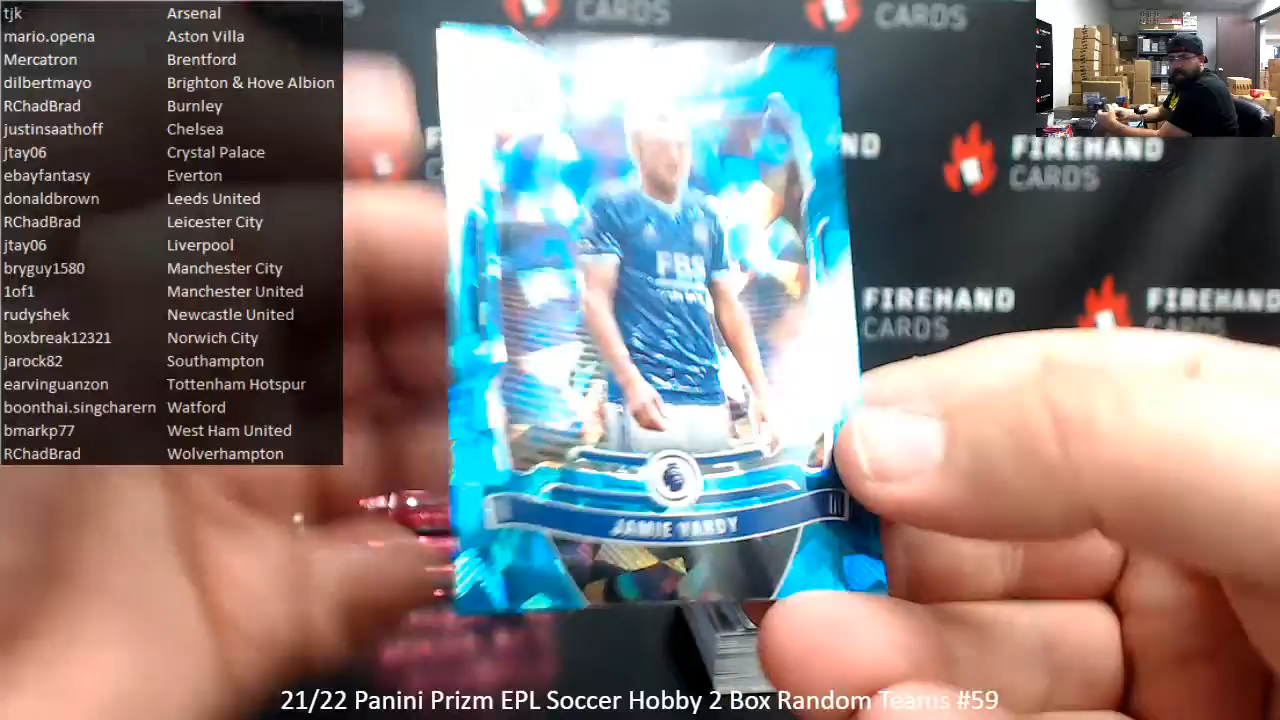 tjk Arsenal
mario.opena Aston Villa
Mercatron Brentford
dilbertmayo Brighton & Hove Albion
RChadBrad Burnley
justinsaathoff Chelsea
jtay06 Crystal Palace
ebayfantasy Everton
donaldbrown Leeds United
RChadBrad Leicester City
jtay06 Liverpool
bryguy1580 Manchester City
1of1 Manchester United
rudyshek Newcastle United
boxbreak12321 Norwich City
jarock82 Southampton
earvinguanzon Tottenham Hotspur
boonthai.singcharern Watford
bmarkp77 West Ham United
RChadBrad Wolverhampton
CARDS
CARDS
ND
FIREHAND
CARDS
FIREHAND
CARDS
FIREHAND
CARDS
FBS
JAMIE VARDY
21/22 Panini Prizm EPL Soccer Hobby 2 Box Random Teams #59